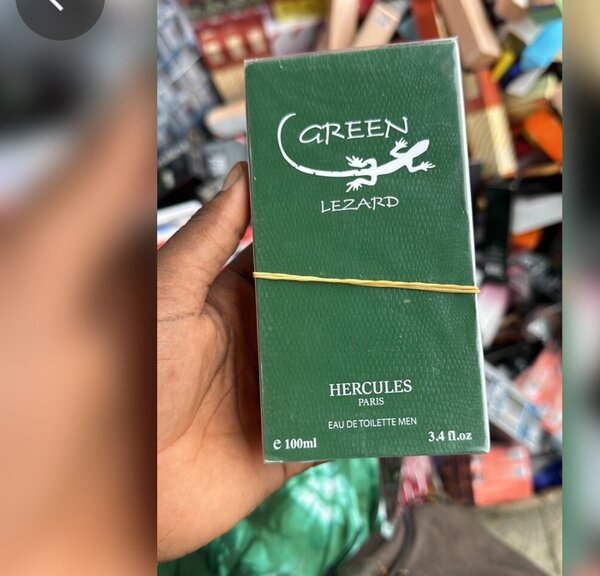 GREEN
LEZARD
HERCULES
PARIS
EAU DE TOILETTE MEN
e 100ml 3.4 fl.oz